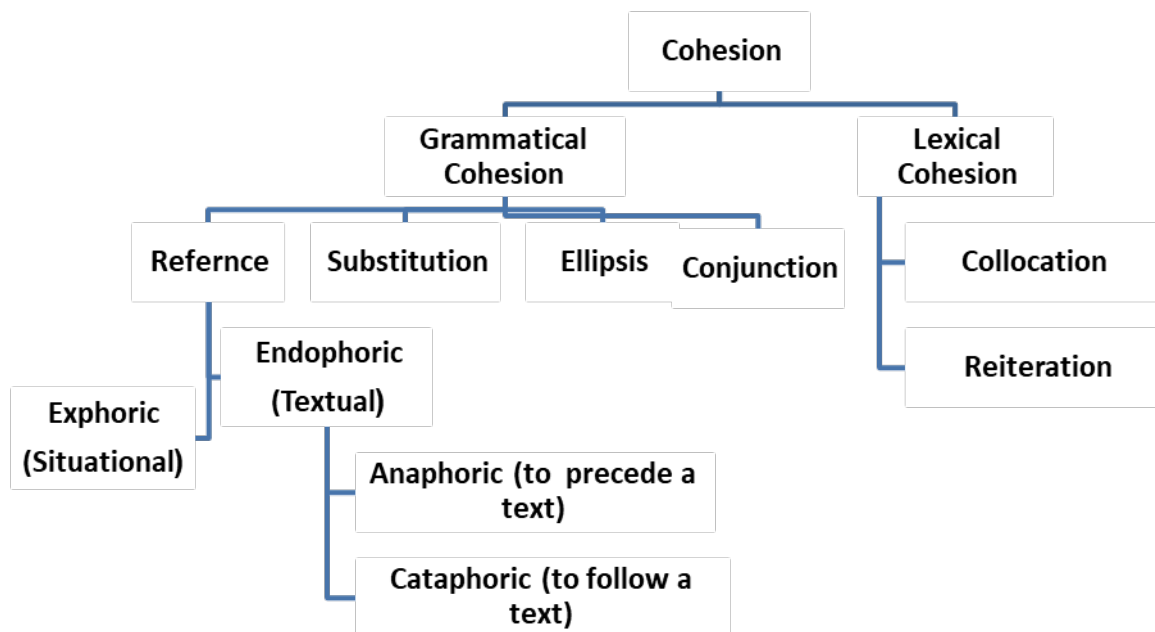 Cohesion
Grammatical
Cohesion
Lexical
Cohesion
Refernce
Substitution
Ellipsis
Conjunction
Collocation
Reiteration
Endophoric
(Textual)
Exphoric
(Situational)
Anaphoric (to precede a
text)
Cataphoric (to follow a
text)